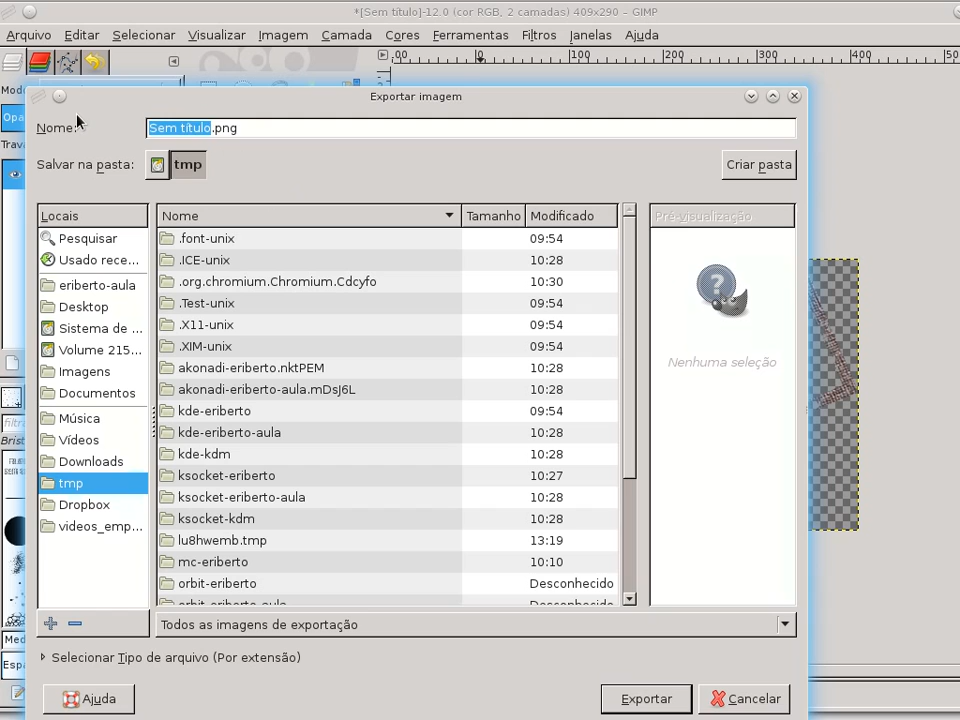 *[Sem título]-12.0 (cor RGB, 2 camadas) 409x290 – GIMP
Arquivo Editar Selecionar Visualizar Imagem Camada Cores Ferramentas Filtros Janelas Ajuda
0 100 200 300 400
Exportar imagem
Nome: Sem título.png
Salvar na pasta: tmp Criar pasta
Locais Nome Tamanho Modificado Pré-visualização
Pesquisar .font-unix 09:54
Usado rece... .ICE-unix 10:28
.org.chromium.Chromium.Cdcyfo 10:30
eriberto-aula
Desktop .Test-unix 09:54
Sistema de ... .X11-unix 09:54
Volume 215... .XIM-unix 09:54
Imagens akonadi-eriberto.nktPEM 10:28
Nenhuma seleção
Documentos akonadi-eriberto-aula.mDsJ6L 10:28
Música kde-eriberto 09:54
Vídeos kde-eriberto-aula 10:28
Downloads kde-kdm 10:28
tmp ksocket-eriberto 10:27
Dropbox ksocket-eriberto-aula 10:28
videos_emp... ksocket-kdm 10:28
lu8hwemb.tmp 13:19
mc-eriberto 10:10
orbit-eriberto Desconhecido
orbit-eriberto-aula Desconhecido
Todos as imagens de exportação
Selecionar Tipo de arquivo (Por extensão)
Ajuda Exportar Cancelar